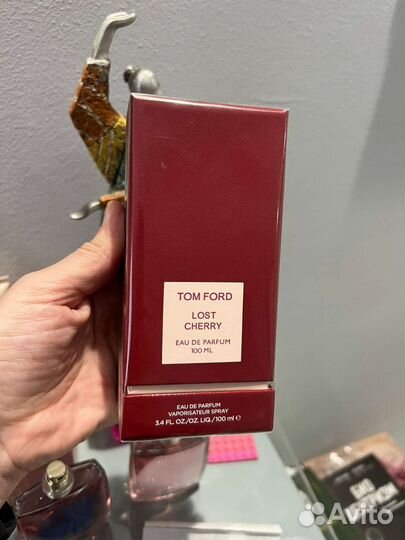 TOM FORD
LOST
CHERRY
EAU DE PARFUM
100 ML
EAU DE PARFUM
VAPORISATEUR SPRAY
3.4 FL. OZ./OZ. LIQ./100 ml ℮
Avito